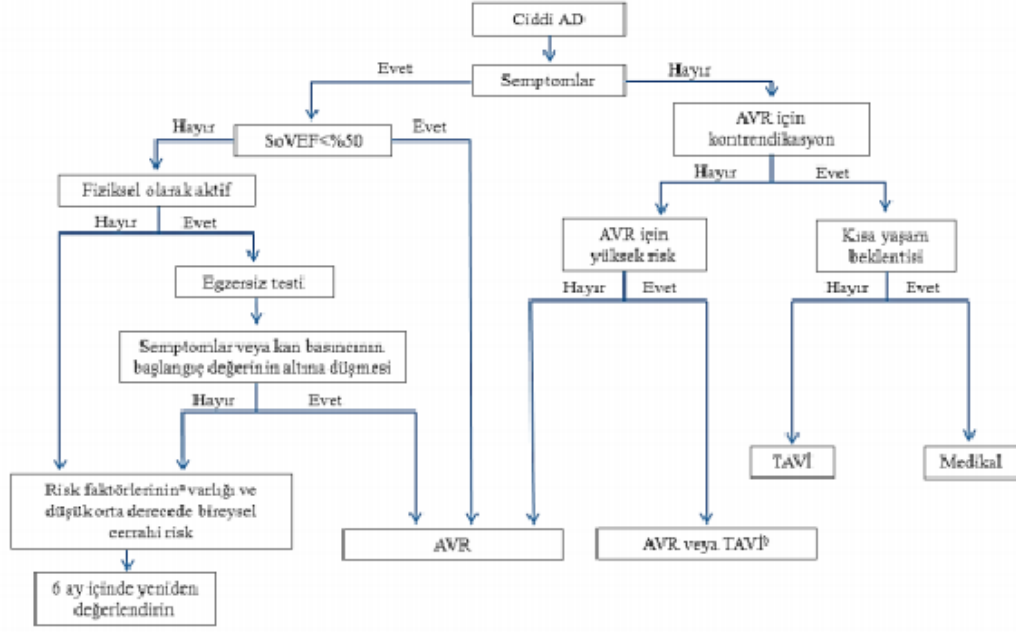 Ciddi AD
Evet
Semptomlar
Hayır
AVR için
kontrendikasyon
Hayır
SoVEF<%50
Evet
Hayır
Evet
Fiziksel olarak aktif
Hayır
Evet
AVR için
yüksek risk
Kısa yaşam
beklentisi
Egzersiz testi
Hayır
Evet
Hayır
Evet
Semptomlar veya kan basıncının
başlangıç değerinin altına düşmesi
Hayır
Evet
TAVİ
Medikal
Risk faktörlerininᵃ varlığı ve
düşük orta derecede bireysel
cerrahi risk
AVR
AVR veya TAVİᵇ
6 ay içinde yeniden
değerlendirin